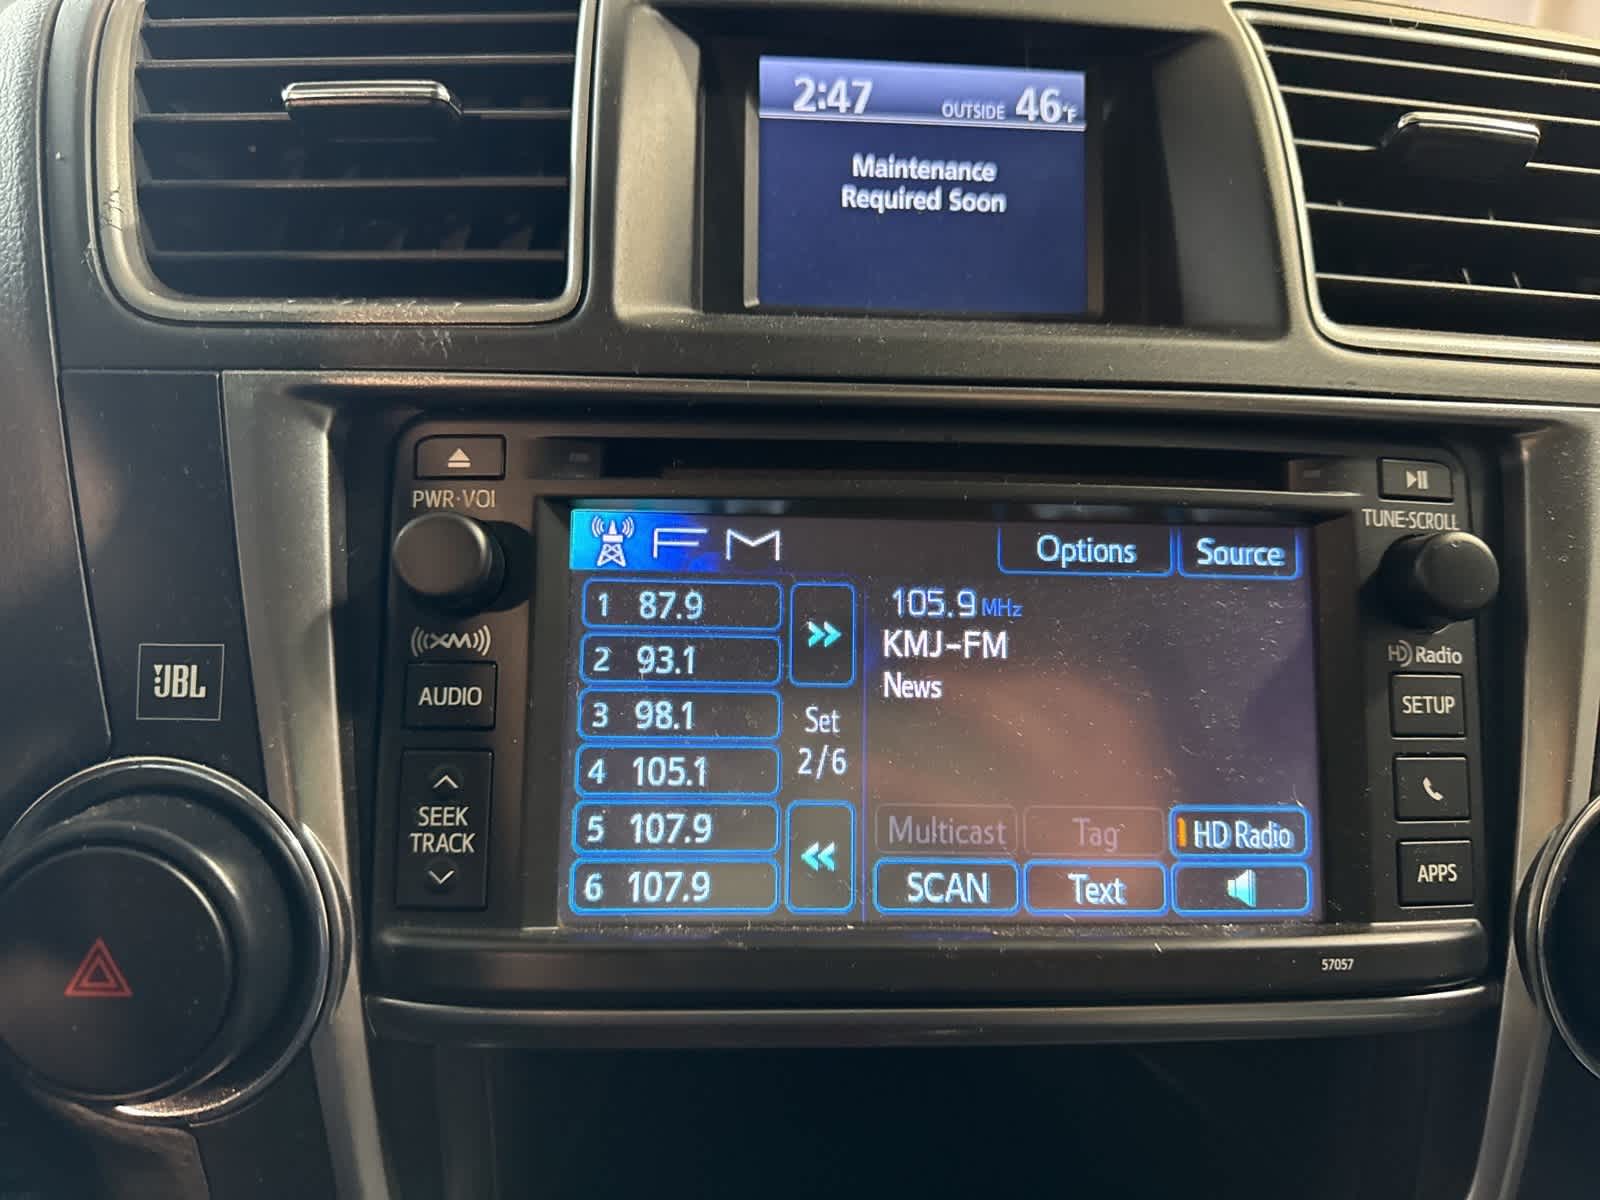 2:47 OUTSIDE 46°F
Maintenance
Required Soon
PWR·VOL
TUNE·SCROLL
FM
Options
Source
1 87.9
2 93.1
3 98.1
4 105.1
5 107.9
6 107.9
Set
2/6
105.9 MHz
KMJ-FM
News
Multicast
Tag
HD Radio
SCAN
Text
((XM))
AUDIO
SEEK
TRACK
HD Radio
SETUP
APPS
57057
JBL